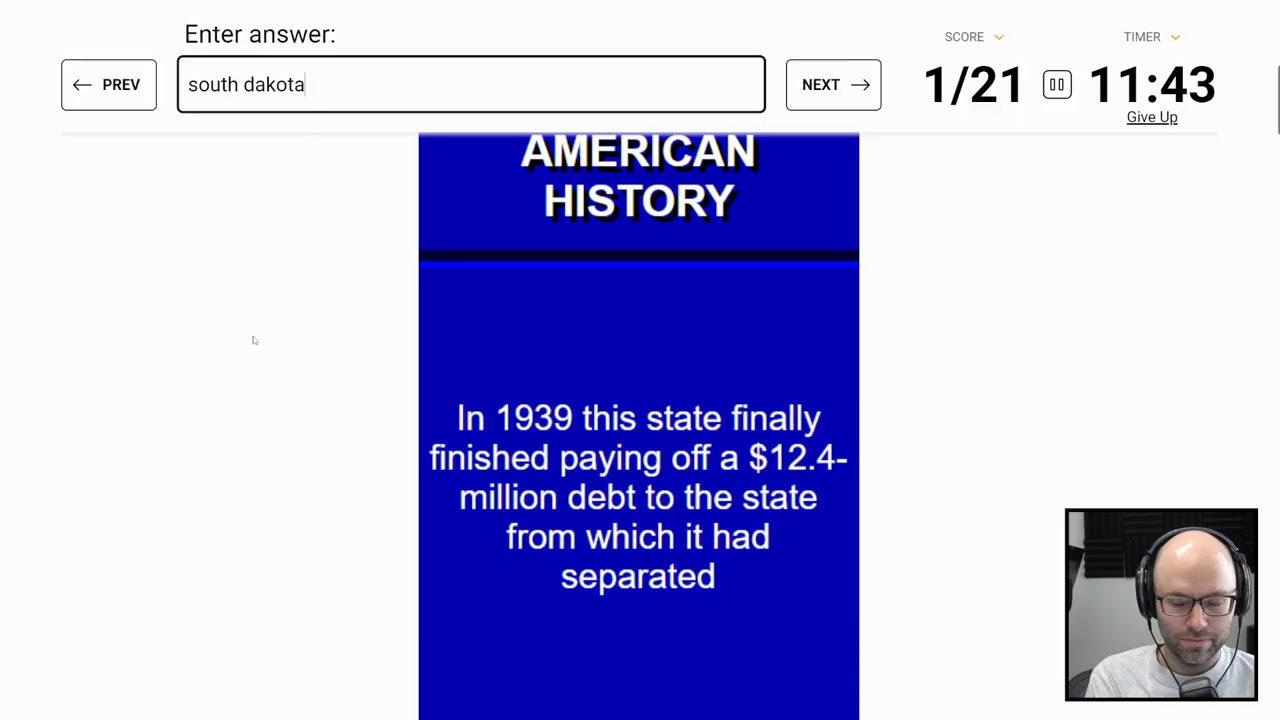 Enter answer:
SCORE
TIMER
PREV
south dakota
NEXT
1/21
11:43
Give Up
AMERICAN
HISTORY
In 1939 this state finally
finished paying off a $12.4-
million debt to the state
from which it had
separated